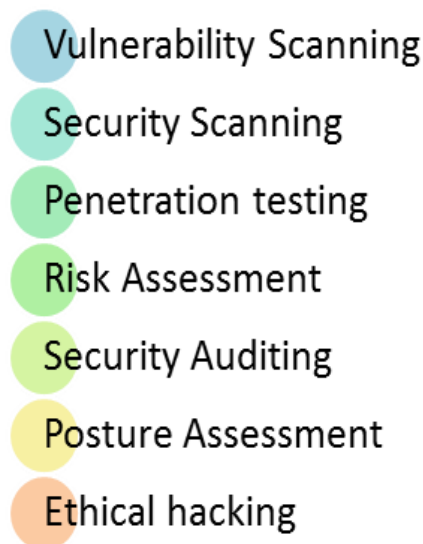 Vulnerability Scanning
Security Scanning
Penetration testing
Risk Assessment
Security Auditing
Posture Assessment
Ethical hacking